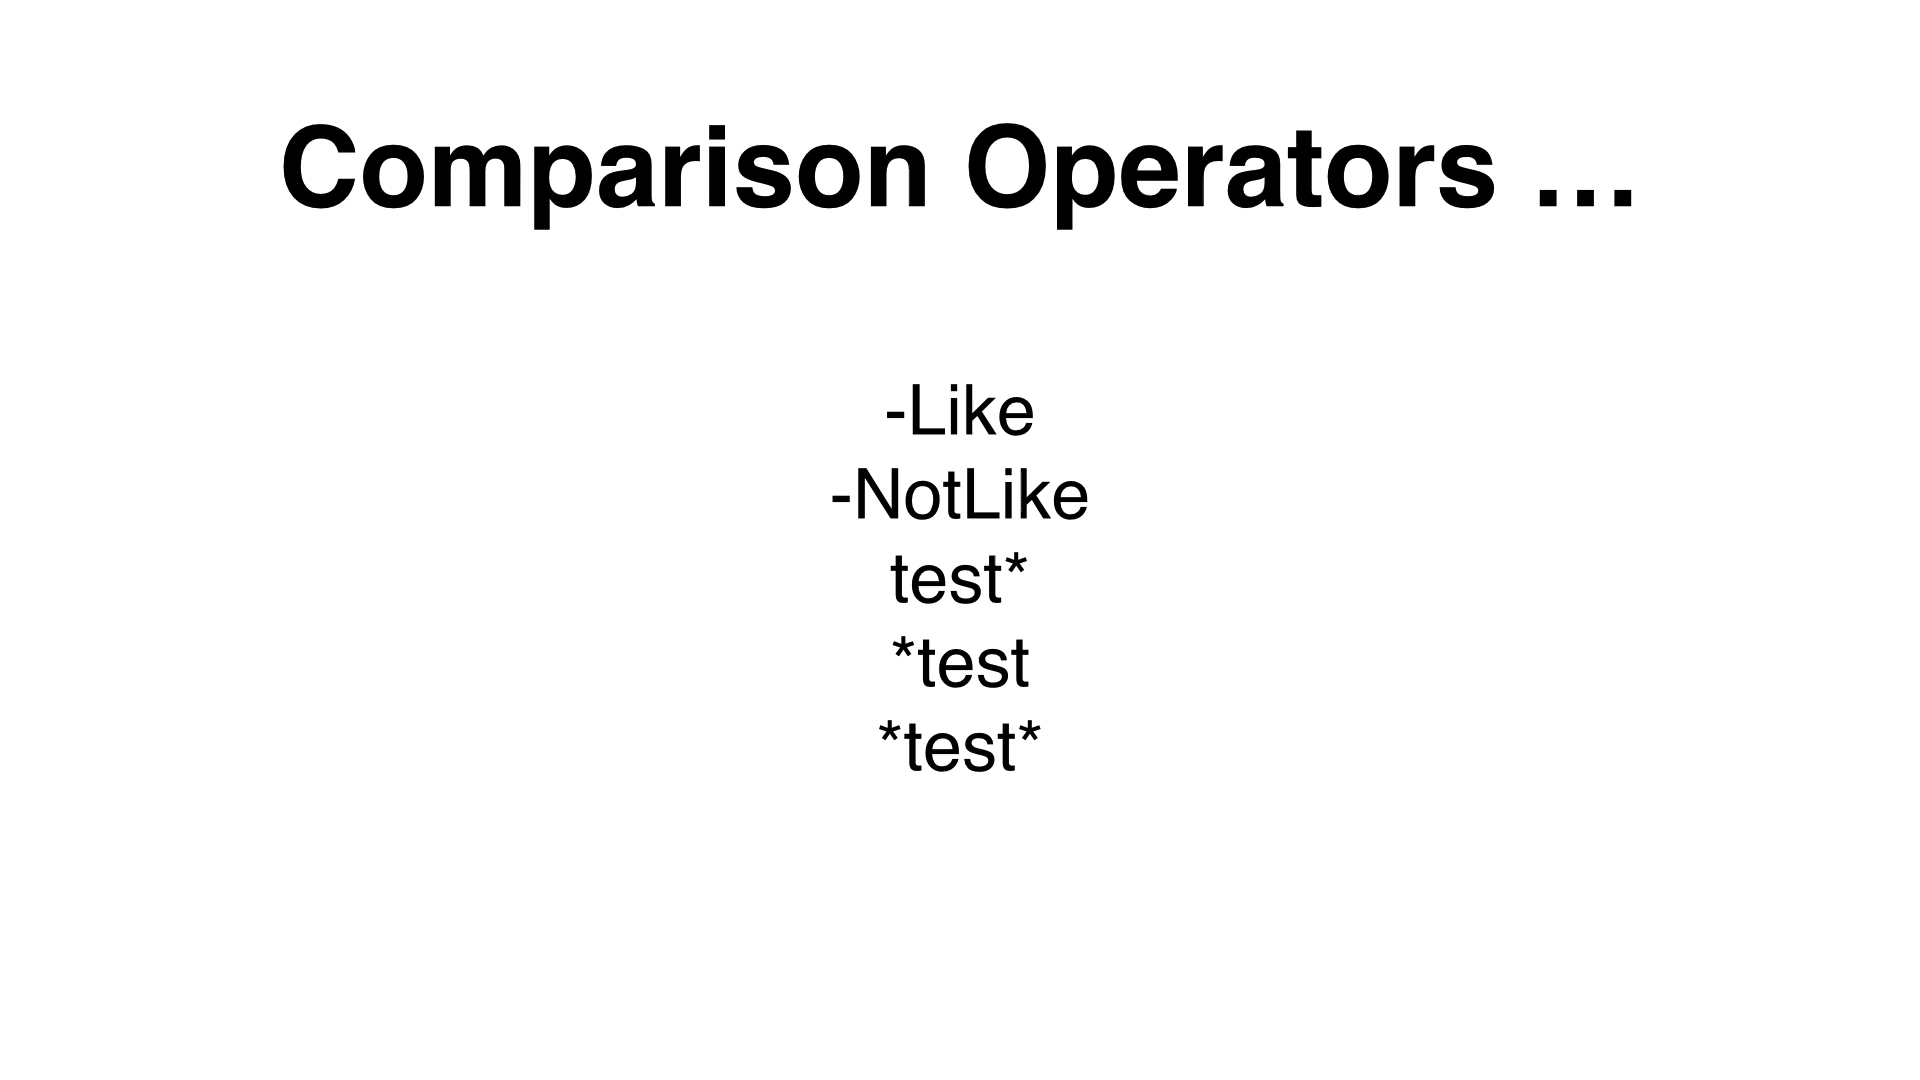 Comparison Operators …
-Like
-NotLike
test*
*test
*test*